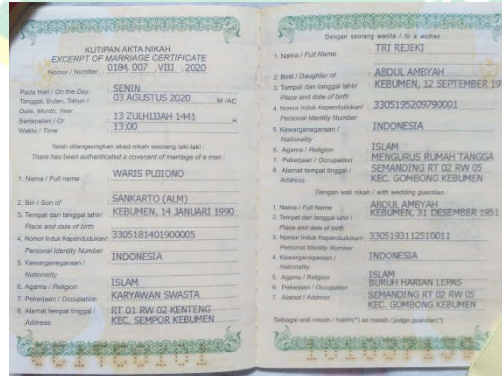 KUTIPAN AKTA NIKAH
EXCERPT OF MARRIAGE CERTIFICATE
Nomor / Number 0184 007 ,VIII ,2020
Pada Hari / On the Day SENIN
Tanggal, Bulan, Tahun / 03 AGUSTUS 2020 M /AC
Date, Month, Year
Bertepatan / Or 13 ZULHIJJAH 1441 H
Waktu / Time 13:00
Telah dilangsungkan akad nikah seorang laki-laki :
There has been authenticated a covenant of marriage of a man :
1. Nama / Full name WARIS PUJIONO
2. Bin / Son of SANKARTO (ALM)
3. Tempat dan tanggal lahir/ KEBUMEN, 14 JANUARI 1990
Place and date of birth
4. Nomor Induk Kependudukan/ 3305181401900005
Personal Identity Number
5. Kewarganegaraan / INDONESIA
Nationality
6. Agama / Religion ISLAM
7. Pekerjaan / Occupation KARYAWAN SWASTA
8. Alamat tempat tinggal / RT 01 RW 02 KENTENG
Address KEC. SEMPOR KEBUMEN
Dengan seorang wanita / to a woman :
1. Nama / Full Name TRI REJEKI
2. Binti / Daughter of ABDUL AMBYAH
3. Tempat dan tanggal lahir/ KEBUMEN, 12 SEPTEMBER
Place and date of birth
4. Nomor Induk Kependudukan/ 3305195209790001
Personal Identity Number
5. Kewarganegaraan / INDONESIA
Nationality
6. Agama / Religion ISLAM
7. Pekerjaan / Occupation MENGURUS RUMAH TANGGA
8. Alamat tempat tinggal / SEMANDING RT 02 RW 05
Address KEC. GOMBONG KEBUMEN
Dengan wali nikah / with wedding guardian :
1. Nama / Full Name ABDUL AMBYAH
2. Tempat dan tanggal lahir / KEBUMEN, 31 DESEMBER 1951
Place and date of birth
3. Nomor Induk Kependudukan/ 3305193112510011
Personal Identity Number
4. Kewarganegaraan / INDONESIA
Nationality
5. Agama / Religion ISLAM
6. Pekerjaan / Occupation BURUH HARIAN LEPAS
7. Alamat / Address SEMANDING RT 02 RW 05
KEC. GOMBONG KEBUMEN
Sebagai wali nasab / hakim,*) as nasab / judge guardian;*)